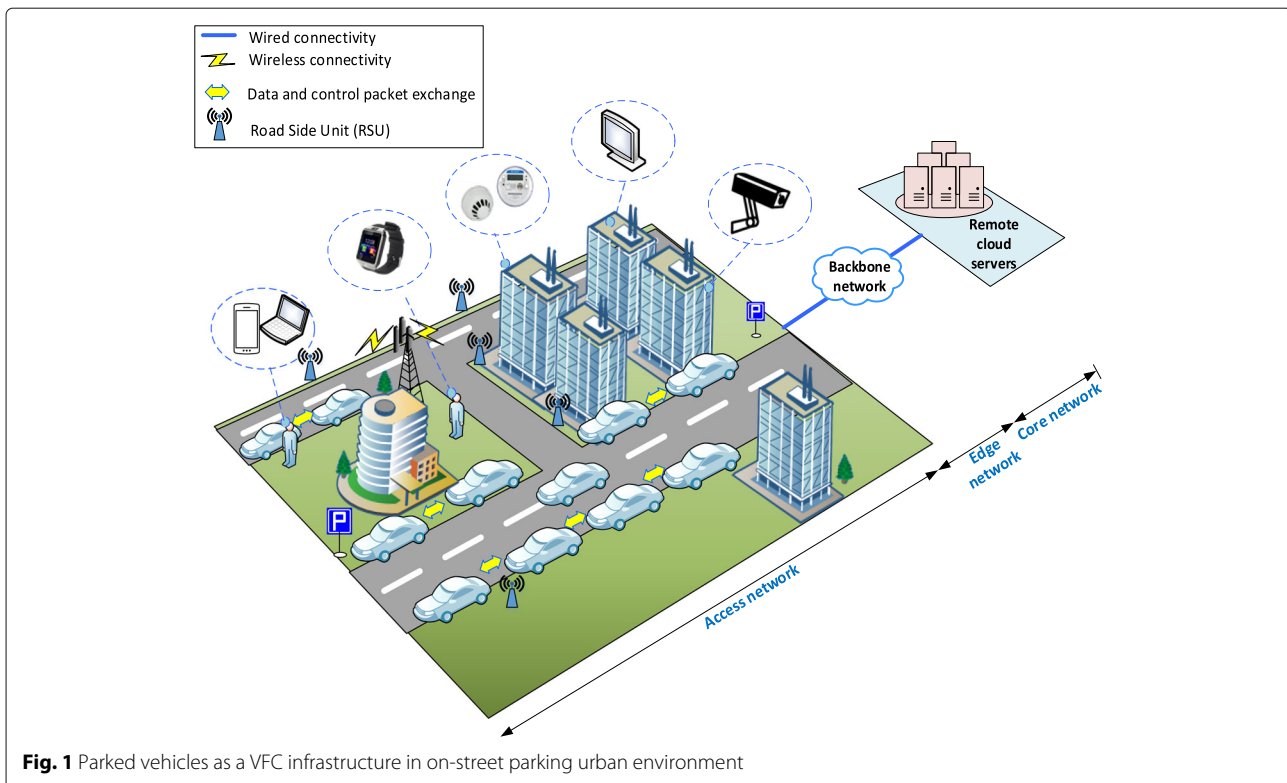 Wired connectivity
Wireless connectivity
Data and control packet exchange
Road Side Unit (RSU)
Remote
cloud
servers
Backbone
network
P
P
Core network
Edge
network
Access network
Fig. 1 Parked vehicles as a VFC infrastructure in on-street parking urban environment